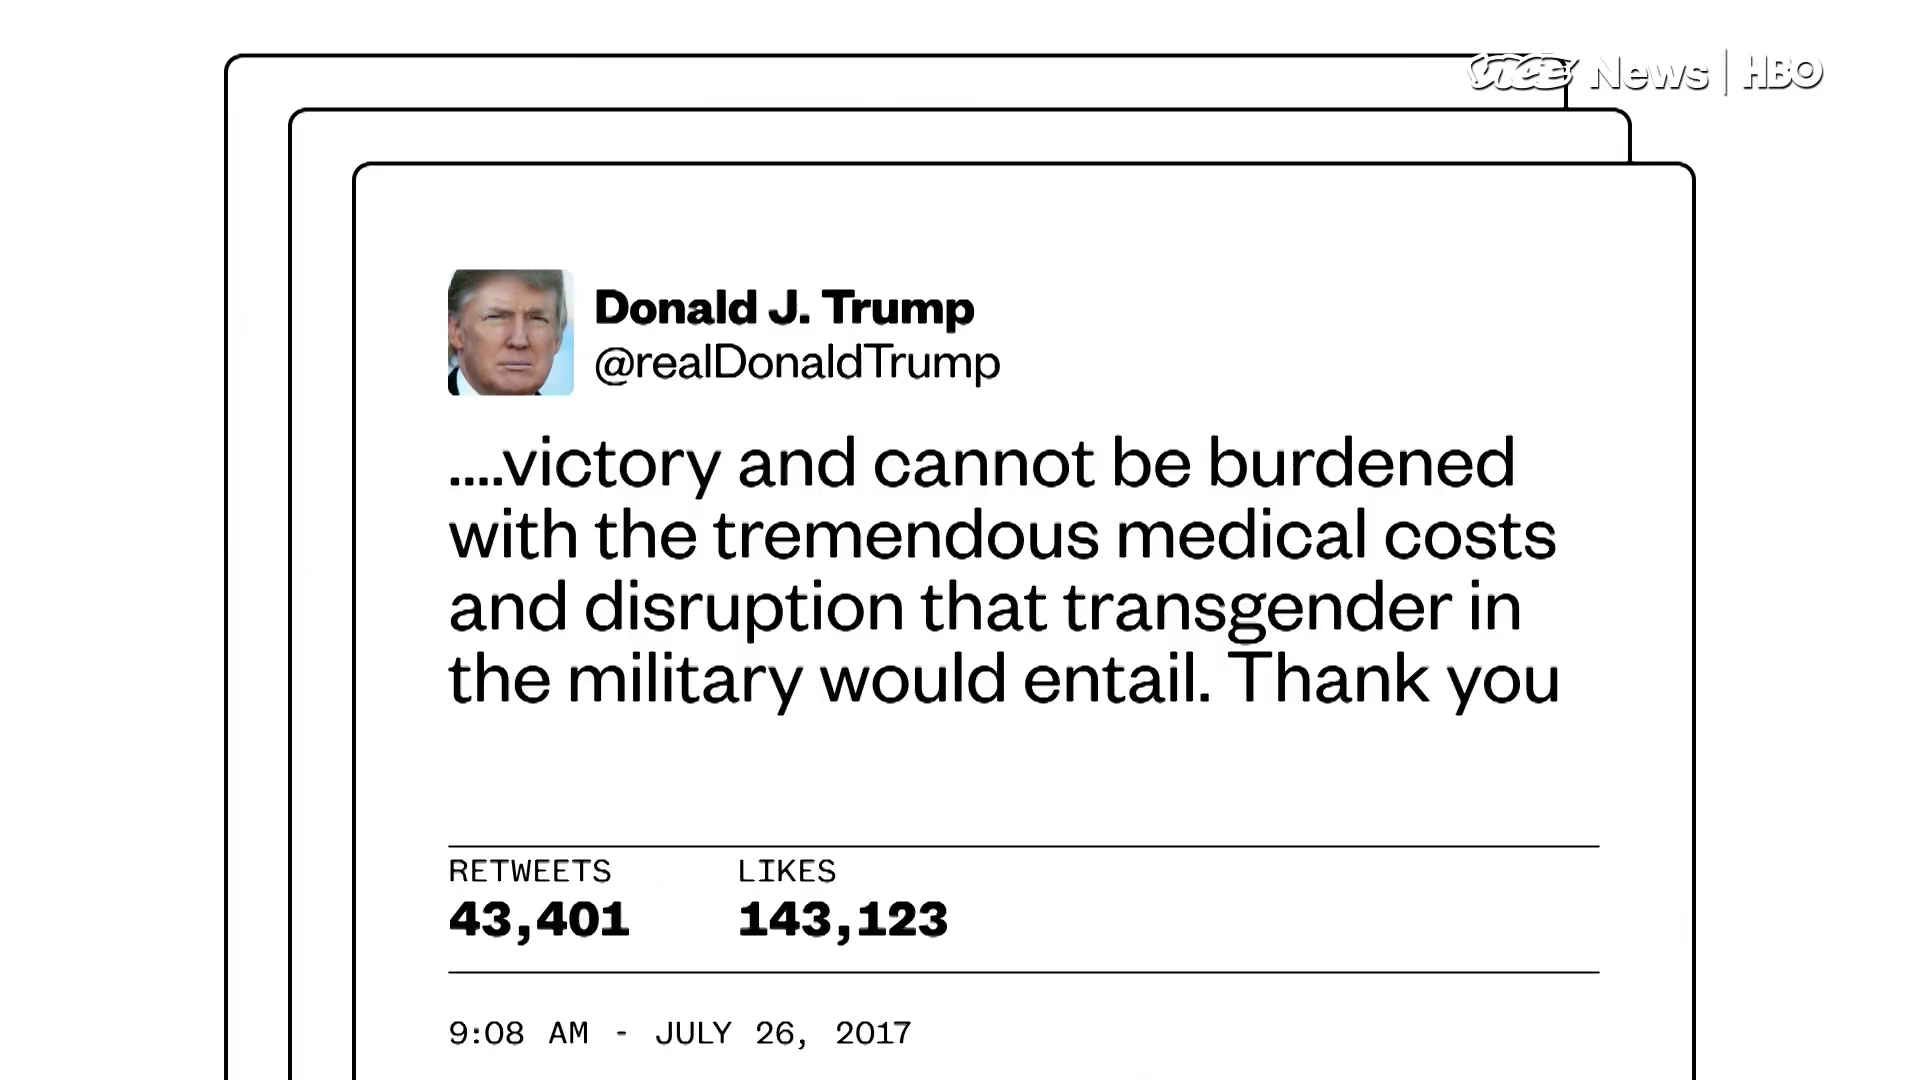 VICE News | HBO
Donald J. Trump
@realDonaldTrump
....victory and cannot be burdened
with the tremendous medical costs
and disruption that transgender in
the military would entail. Thank you
RETWEETS LIKES
43,401 143,123
9:08 AM - JULY 26, 2017